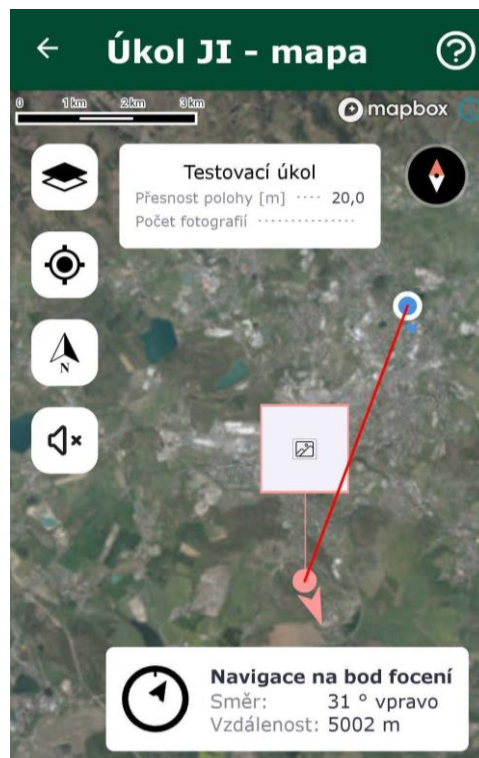 Úkol JI - mapa
0 1 km 2 km 3 km
mapbox
Testovací úkol
Přesnost polohy [m] ···· 20,0
Počet fotografií ···············
N
Navigace na bod focení
Směr: 31 ° vpravo
Vzdálenost: 5002 m